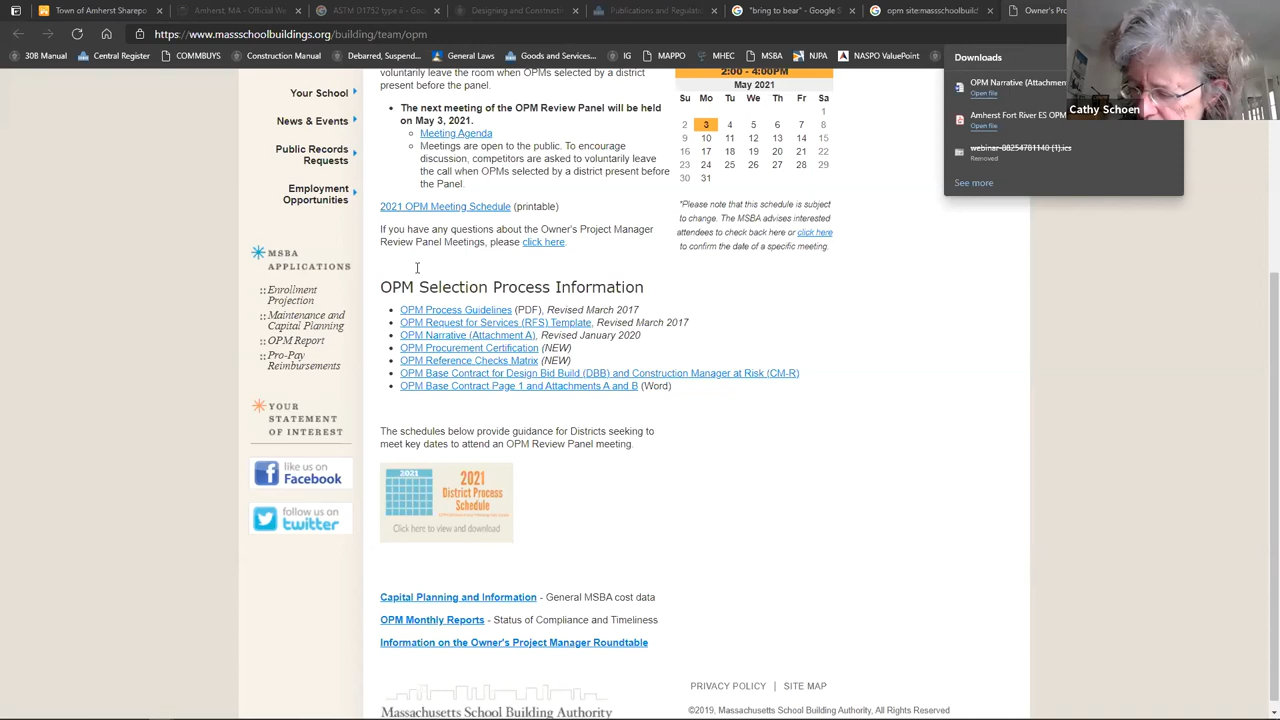 Town of Amherst Sharepo
Amherst, MA - Official We
ASTM D1752 type ii - Goo
Designing and Constructi
Publications and Regulati
"bring to bear" - Google S
opm site:massschoolbuild
Owner's Pro
https://www.massschoolbuildings.org/building/team/opm
30B Manual
Central Register
COMMBUYS
Construction Manual
Debarred, Suspend...
General Laws
Goods and Services...
IG
MAPPO
MHEC
MSBA
NJPA
NASPO ValuePoint
Downloads
OPM Narrative (Attachmen
Open file
Amherst Fort River ES OPM
Open file
webinar-88254781140 (1).ics
Removed
See more
Cathy Schoen
Your School
News & Events
Public Records
Requests
Employment
Opportunities
MSBA
APPLICATIONS
:: Enrollment
Projection
:: Maintenance and
Capital Planning
:: OPM Report
:: Pro-Pay
Reimbursements
YOUR
STATEMENT
OF INTEREST
like us on
Facebook
follow us on
twitter
voluntarily leave the room when OPMs selected by a district
present before the panel.
The next meeting of the OPM Review Panel will be held
on May 3, 2021.
Meeting Agenda
Meetings are open to the public. To encourage
discussion, competitors are asked to voluntarily leave
the call when OPMs selected by a district present before
the Panel.
2021 OPM Meeting Schedule (printable)
If you have any questions about the Owner's Project Manager
Review Panel Meetings, please click here.
2:00 - 4:00PM
May 2021
Su Mo Tu We Th Fr Sa
1
2 3 4 5 6 7 8
9 10 11 12 13 14 15
16 17 18 19 20 21 22
23 24 25 26 27 28 29
30 31
*Please note that this schedule is subject
to change. The MSBA advises interested
attendees to check back here or click here
to confirm the date of a specific meeting.
OPM Selection Process Information
OPM Process Guidelines (PDF), Revised March 2017
OPM Request for Services (RFS) Template, Revised March 2017
OPM Narrative (Attachment A), Revised January 2020
OPM Procurement Certification (NEW)
OPM Reference Checks Matrix (NEW)
OPM Base Contract for Design Bid Build (DBB) and Construction Manager at Risk (CM-R)
OPM Base Contract Page 1 and Attachments A and B (Word)
The schedules below provide guidance for Districts seeking to
meet key dates to attend an OPM Review Panel meeting.
2021
2021
District Process
Schedule
Click here to view and download
Capital Planning and Information - General MSBA cost data
OPM Monthly Reports - Status of Compliance and Timeliness
Information on the Owner's Project Manager Roundtable
Massachusetts School Building Authority
PRIVACY POLICY | SITE MAP
©2019, Massachusetts School Building Authority, All Rights Reserved